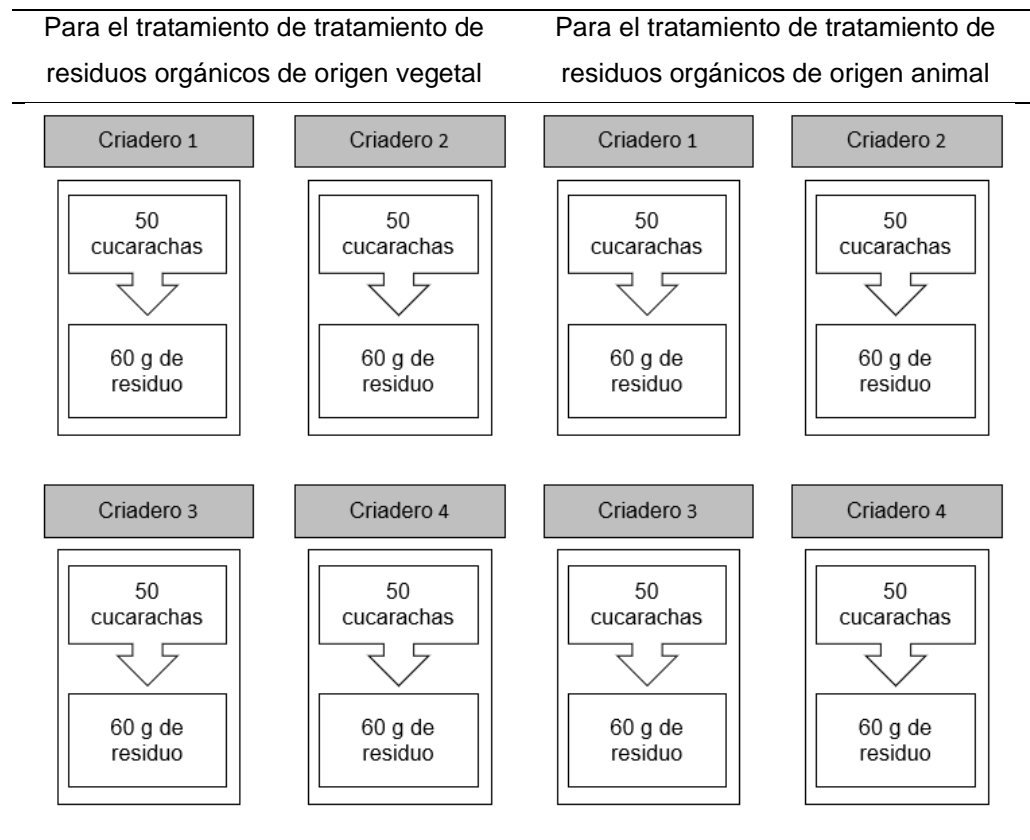 Para el tratamiento de tratamiento de
residuos orgánicos de origen vegetal
Para el tratamiento de tratamiento de
residuos orgánicos de origen animal
Criadero 1
50
cucarachas
60 g de
residuo
Criadero 2
50
cucarachas
60 g de
residuo
Criadero 1
50
cucarachas
60 g de
residuo
Criadero 2
50
cucarachas
60 g de
residuo
Criadero 3
50
cucarachas
60 g de
residuo
Criadero 4
50
cucarachas
60 g de
residuo
Criadero 3
50
cucarachas
60 g de
residuo
Criadero 4
50
cucarachas
60 g de
residuo